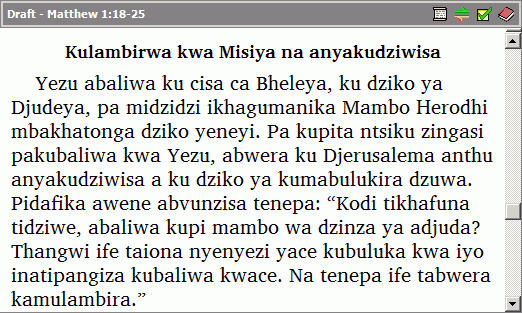 Draft - Matthew 1:18-25
Kulambirwa kwa Misiya na anyakudziwisa
Yezu abaliwa ku cisa ca Bheleya, ku dziko ya
Djudeya, pa midzidzi ikhagumanika Mambo Herodhi
mbakhatonga dziko yeneyi. Pa kupita ntsiku zingasi
pakubaliwa kwa Yezu, abwera ku Djerusalema anthu
anyakudziwisa a ku dziko ya kumabulukira dzuwa.
Pidafika awene abvunzisa tenepa: “Kodi tikhafuna
tidziwe, abaliwa kupi mambo wa dzinza ya adjuda?
Thangwi ife taiona nyenyezi yace kubuluka kwa iyo
inatipangiza kubaliwa kwace. Na tenepa ife tabwera
kamulambira.”